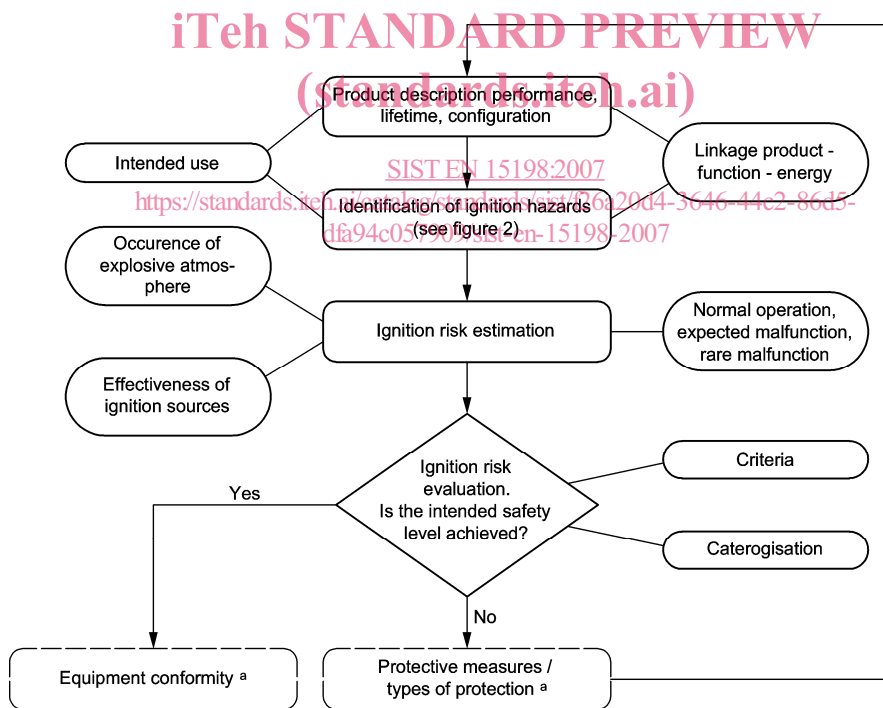 iTeh STANDARD PREVIEW
(standards.iteh.ai)
Product description performance,
lifetime, configuration
Intended use
Linkage product -
function - energy
SIST EN 15198:2007
https://standards.iteh.ai/catalog/standards/sist/f26a20d4-3646-44c2-86d5-
dfa94c057909/sist-en-15198-2007
Identification of ignition hazards
(see figure 2)
Occurence of
explosive atmos-
phere
Ignition risk estimation
Normal operation,
expected malfunction,
rare malfunction
Effectiveness of
ignition sources
Ignition risk
evaluation.
Is the intended safety
level achieved?
Criteria
Caterogisation
Yes
No
Equipment conformity ª
Protective measures /
types of protection ª